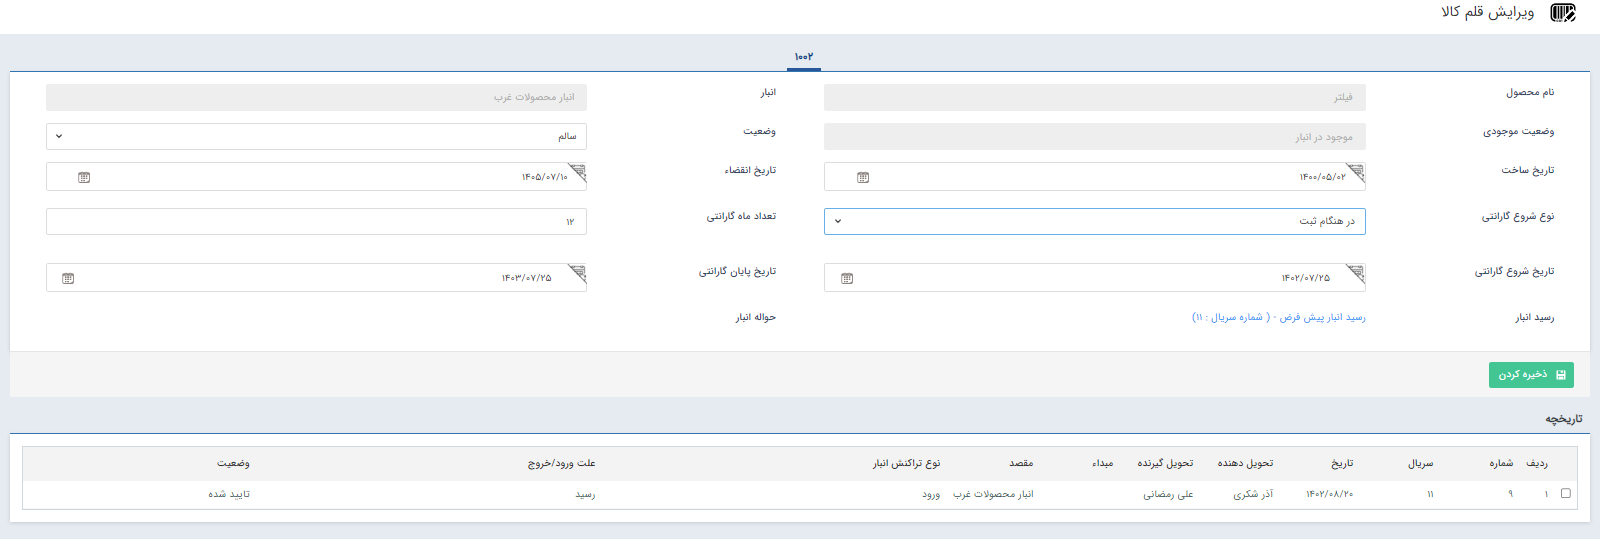 ویرایش قلم کالا
۱۰۰۲
نام محصول فیلتر انبار انبار محصولات غرب
وضعیت موجودی موجود در انبار وضعیت سالم
تاریخ ساخت ۱۴۰۰/۰۵/۰۲ تاریخ انقضاء ۱۴۰۵/۰۷/۱۰
نوع شروع گارانتی در هنگام ثبت تعداد ماه گارانتی ۱۲
تاریخ شروع گارانتی ۱۴۰۲/۰۷/۲۵ تاریخ پایان گارانتی ۱۴۰۳/۰۷/۲۵
رسید انبار رسید انبار پیش فرض - ( شماره سریال : ۱۱) حواله انبار
ذخیره کردن
تاریخچه
ردیف شماره سریال تاریخ تحویل دهنده تحویل گیرنده مبداء مقصد نوع تراکنش انبار علت ورود/خروج وضعیت
۱ ۹ ۱۱ ۱۴۰۲/۰۸/۲۰ آذر شکری علی رمضانی انبار محصولات غرب ورود رسید تایید شده